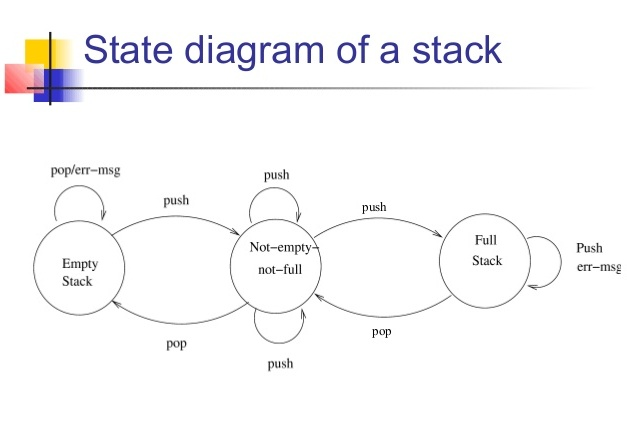 State diagram of a stack
pop/err-msg
push
push
push
Empty
Stack
Not-empty-
not-full
Full
Stack
Push
err-msg
pop
push
pop